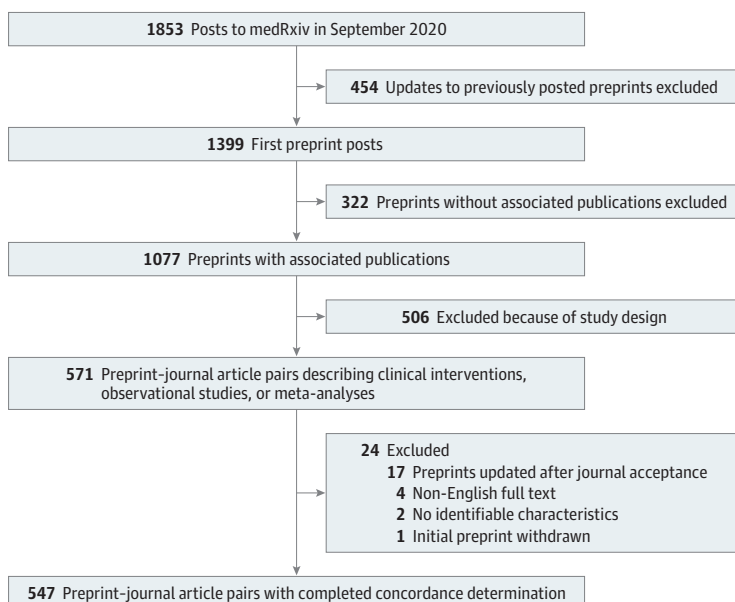 1853 Posts to medRxiv in September 2020
454 Updates to previously posted preprints excluded
1399 First preprint posts
322 Preprints without associated publications excluded
1077 Preprints with associated publications
506 Excluded because of study design
571 Preprint-journal article pairs describing clinical interventions,
observational studies, or meta-analyses
24 Excluded
17 Preprints updated after journal acceptance
4 Non-English full text
2 No identifiable characteristics
1 Initial preprint withdrawn
547 Preprint-journal article pairs with completed concordance determination